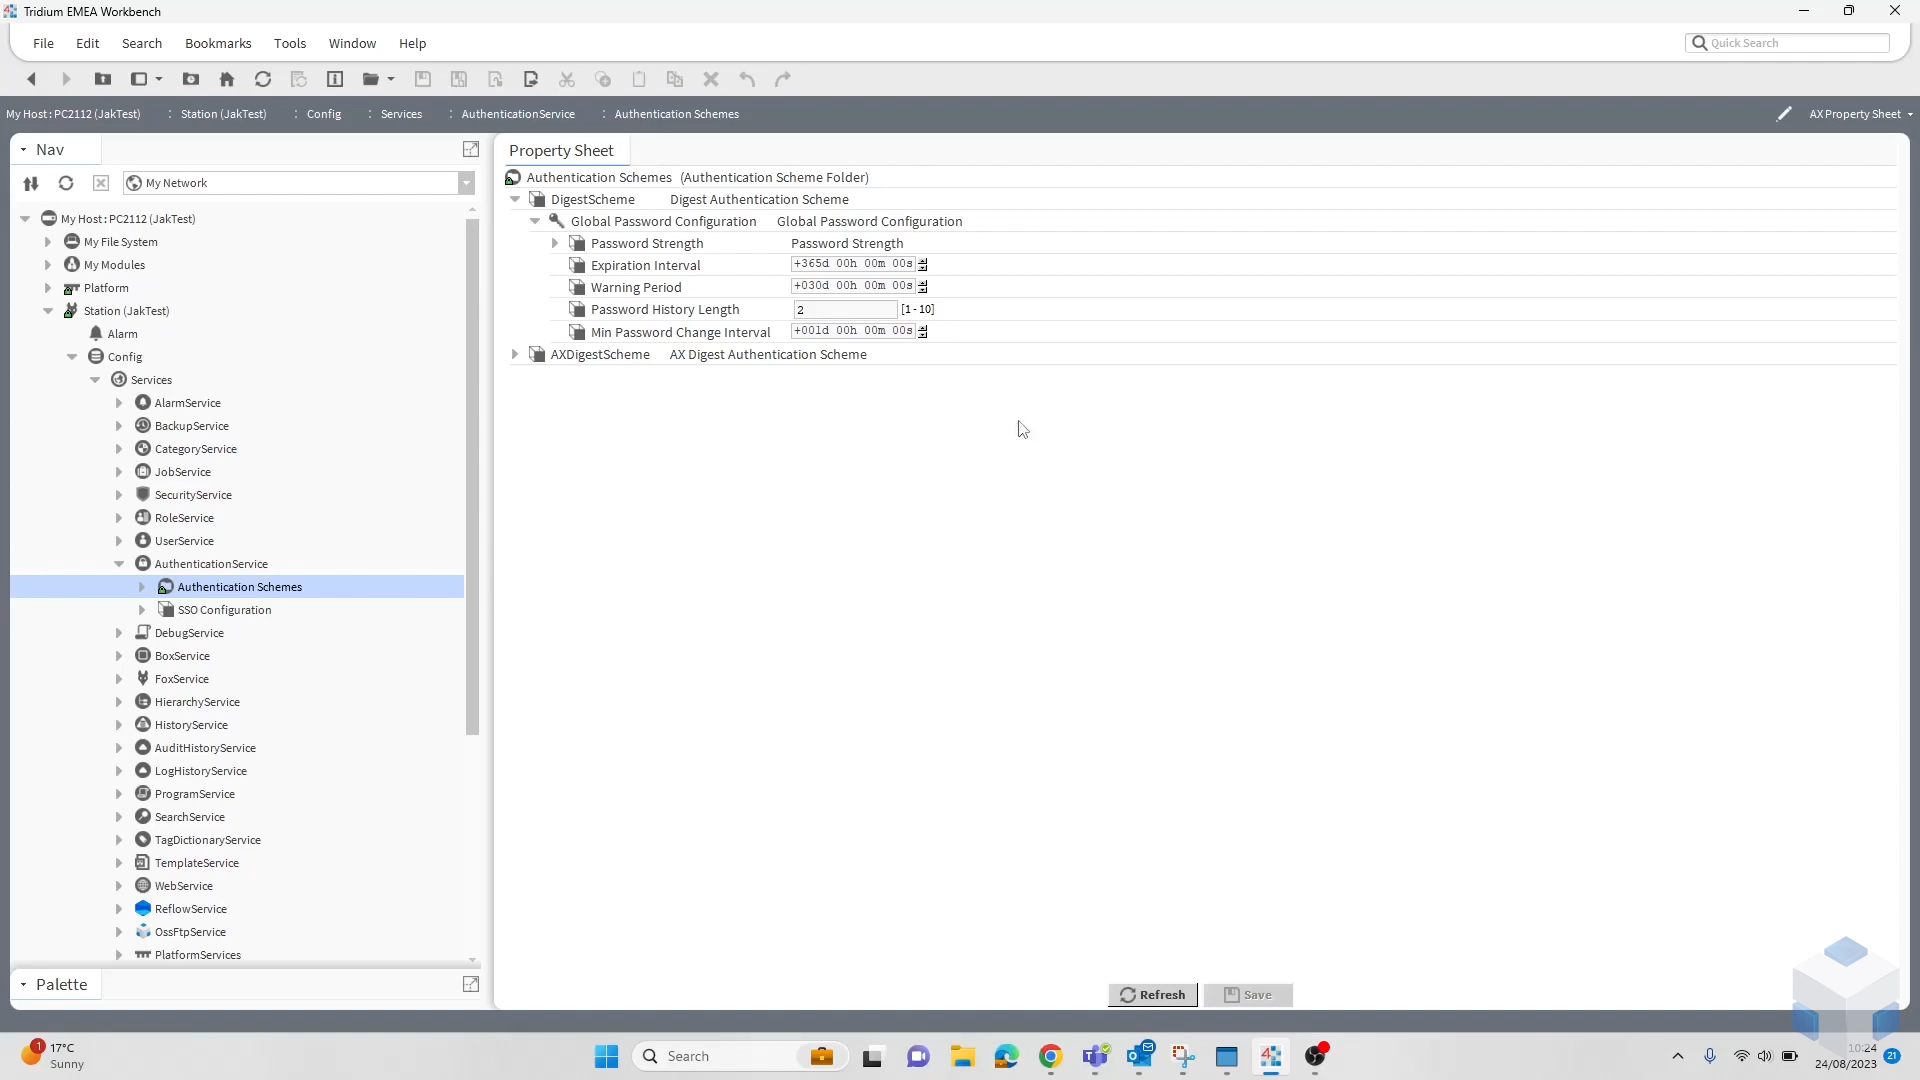 Tridium EMEA Workbench
File Edit Search Bookmarks Tools Window Help
Quick Search
My Host : PC2112 (JakTest) : Station (JakTest) : Config : Services : AuthenticationService : Authentication Schemes
AX Property Sheet
Nav
My Network
My Host : PC2112 (JakTest)
My File System
My Modules
Platform
Station (JakTest)
Alarm
Config
Services
AlarmService
BackupService
CategoryService
JobService
SecurityService
RoleService
UserService
AuthenticationService
Authentication Schemes
SSO Configuration
DebugService
BoxService
FoxService
HierarchyService
HistoryService
AuditHistoryService
LogHistoryService
ProgramService
SearchService
TagDictionaryService
TemplateService
WebService
ReflowService
OssFtpService
PlatformServices
Palette
Property Sheet
Authentication Schemes (Authentication Scheme Folder)
DigestScheme Digest Authentication Scheme
Global Password Configuration Global Password Configuration
Password Strength Password Strength
Expiration Interval +365d 00h 00m 00s
Warning Period +030d 00h 00m 00s
Password History Length 2 [1-10]
Min Password Change Interval +001d 00h 00m 00s
AXDigestScheme AX Digest Authentication Scheme
Refresh Save
1
17°C
Sunny
Search
10:24
24/08/2023
21